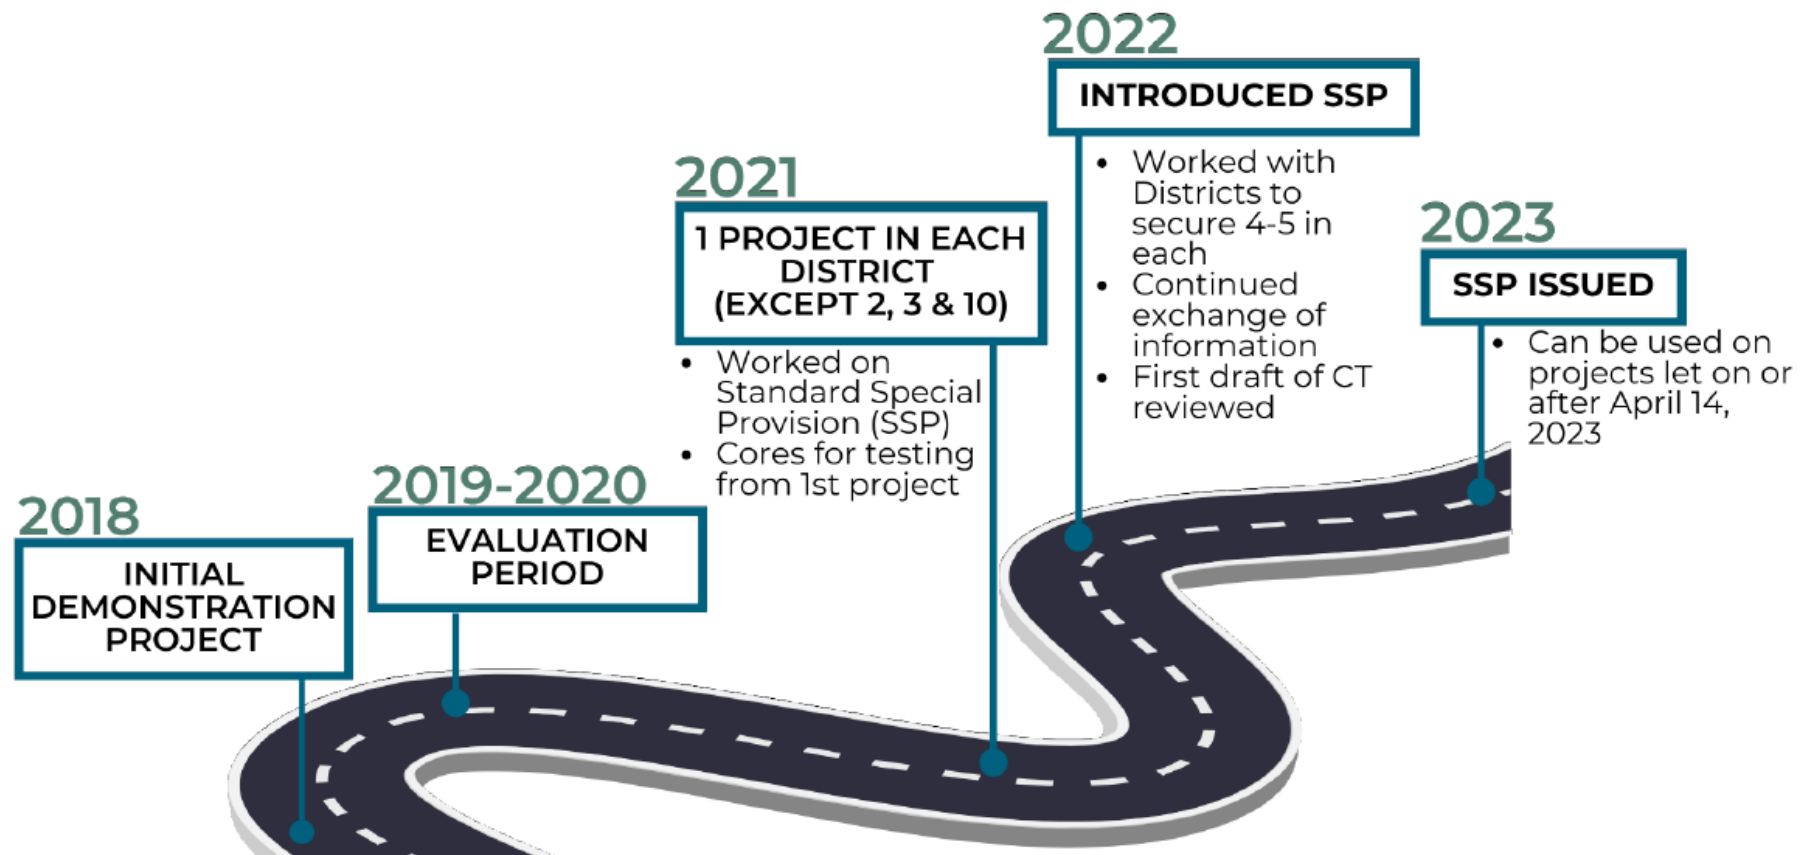 2018
INITIAL
DEMONSTRATION
PROJECT
2019-2020
EVALUATION
PERIOD
2021
1 PROJECT IN EACH
DISTRICT
(EXCEPT 2, 3 & 10)
• Worked on
Standard Special
Provision (SSP)
• Cores for testing
from 1st project
2022
INTRODUCED SSP
• Worked with
Districts to
secure 4-5 in
each
• Continued
exchange of
information
• First draft of CT
reviewed
2023
SSP ISSUED
• Can be used on
projects let on or
after April 14,
2023